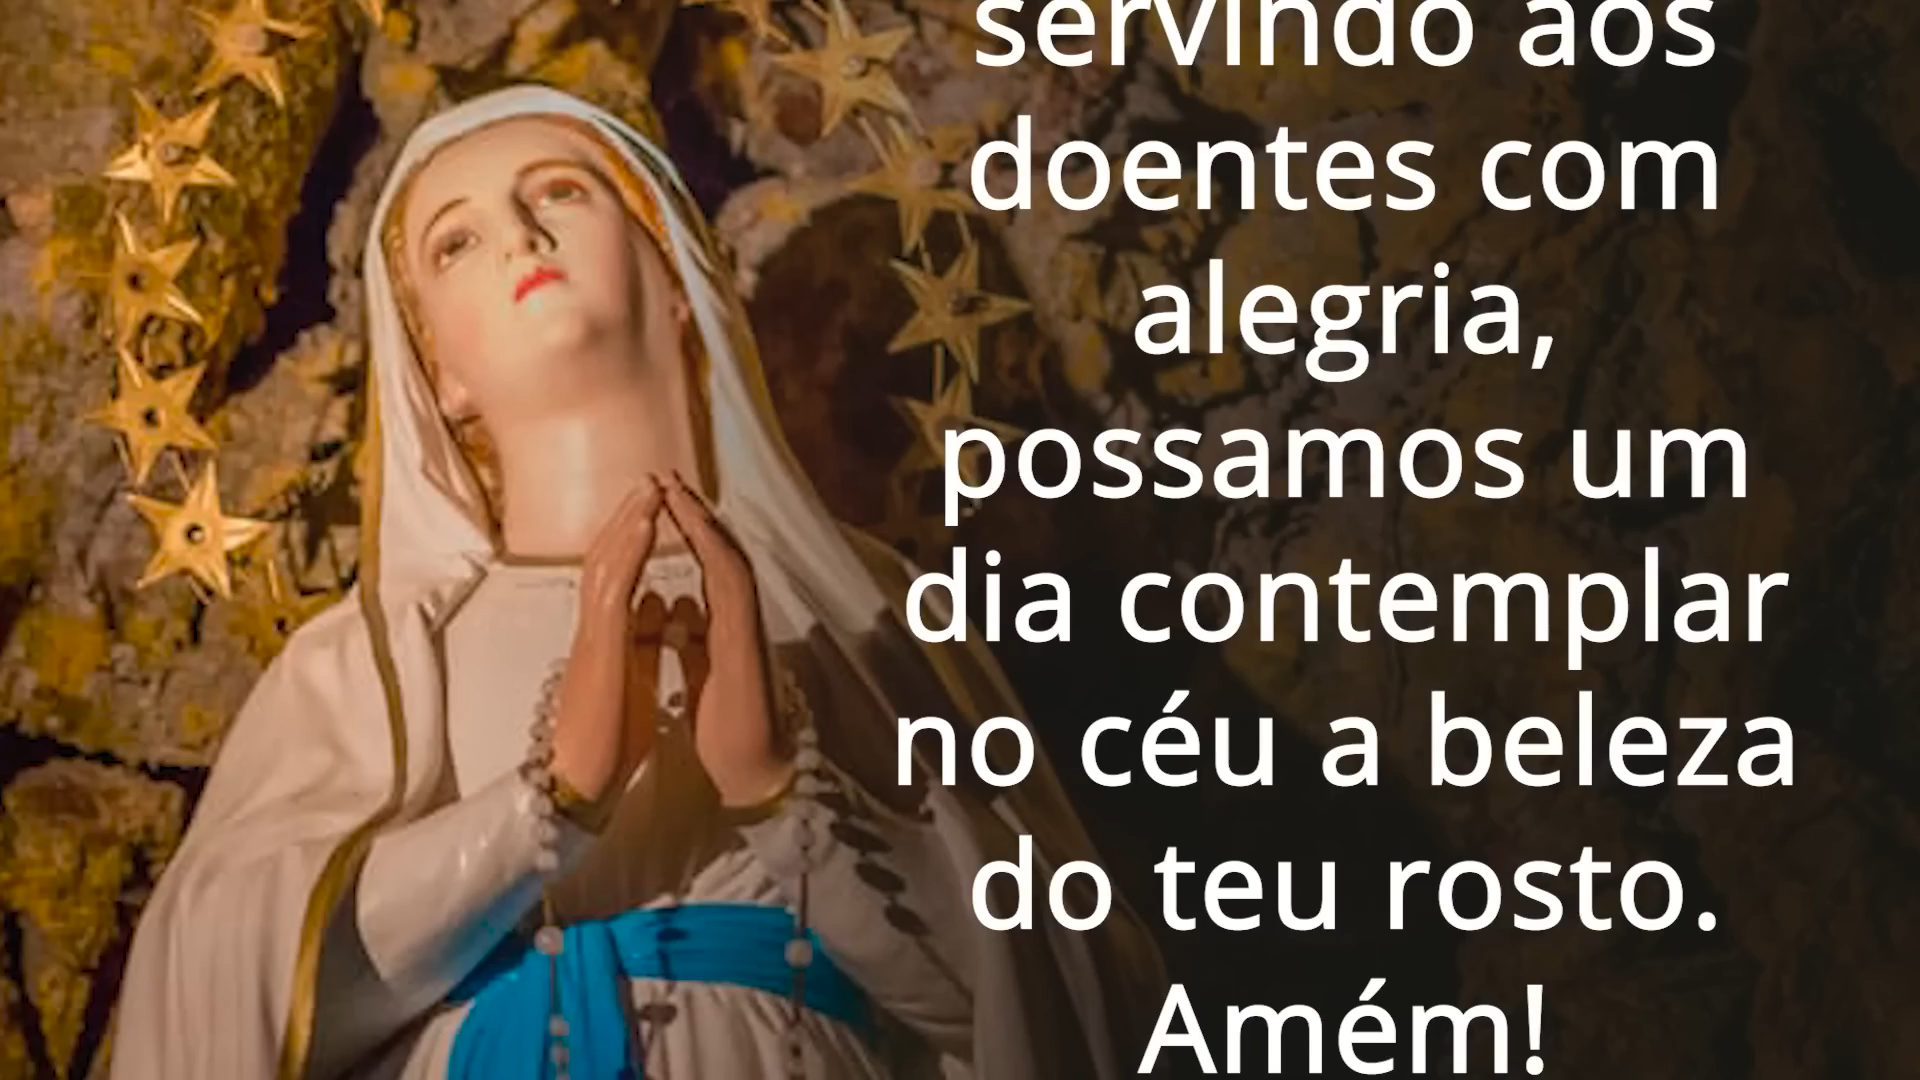 servindo aos
doentes com
alegria,
possamos um
dia contemplar
no céu a beleza
do teu rosto.
Amém!